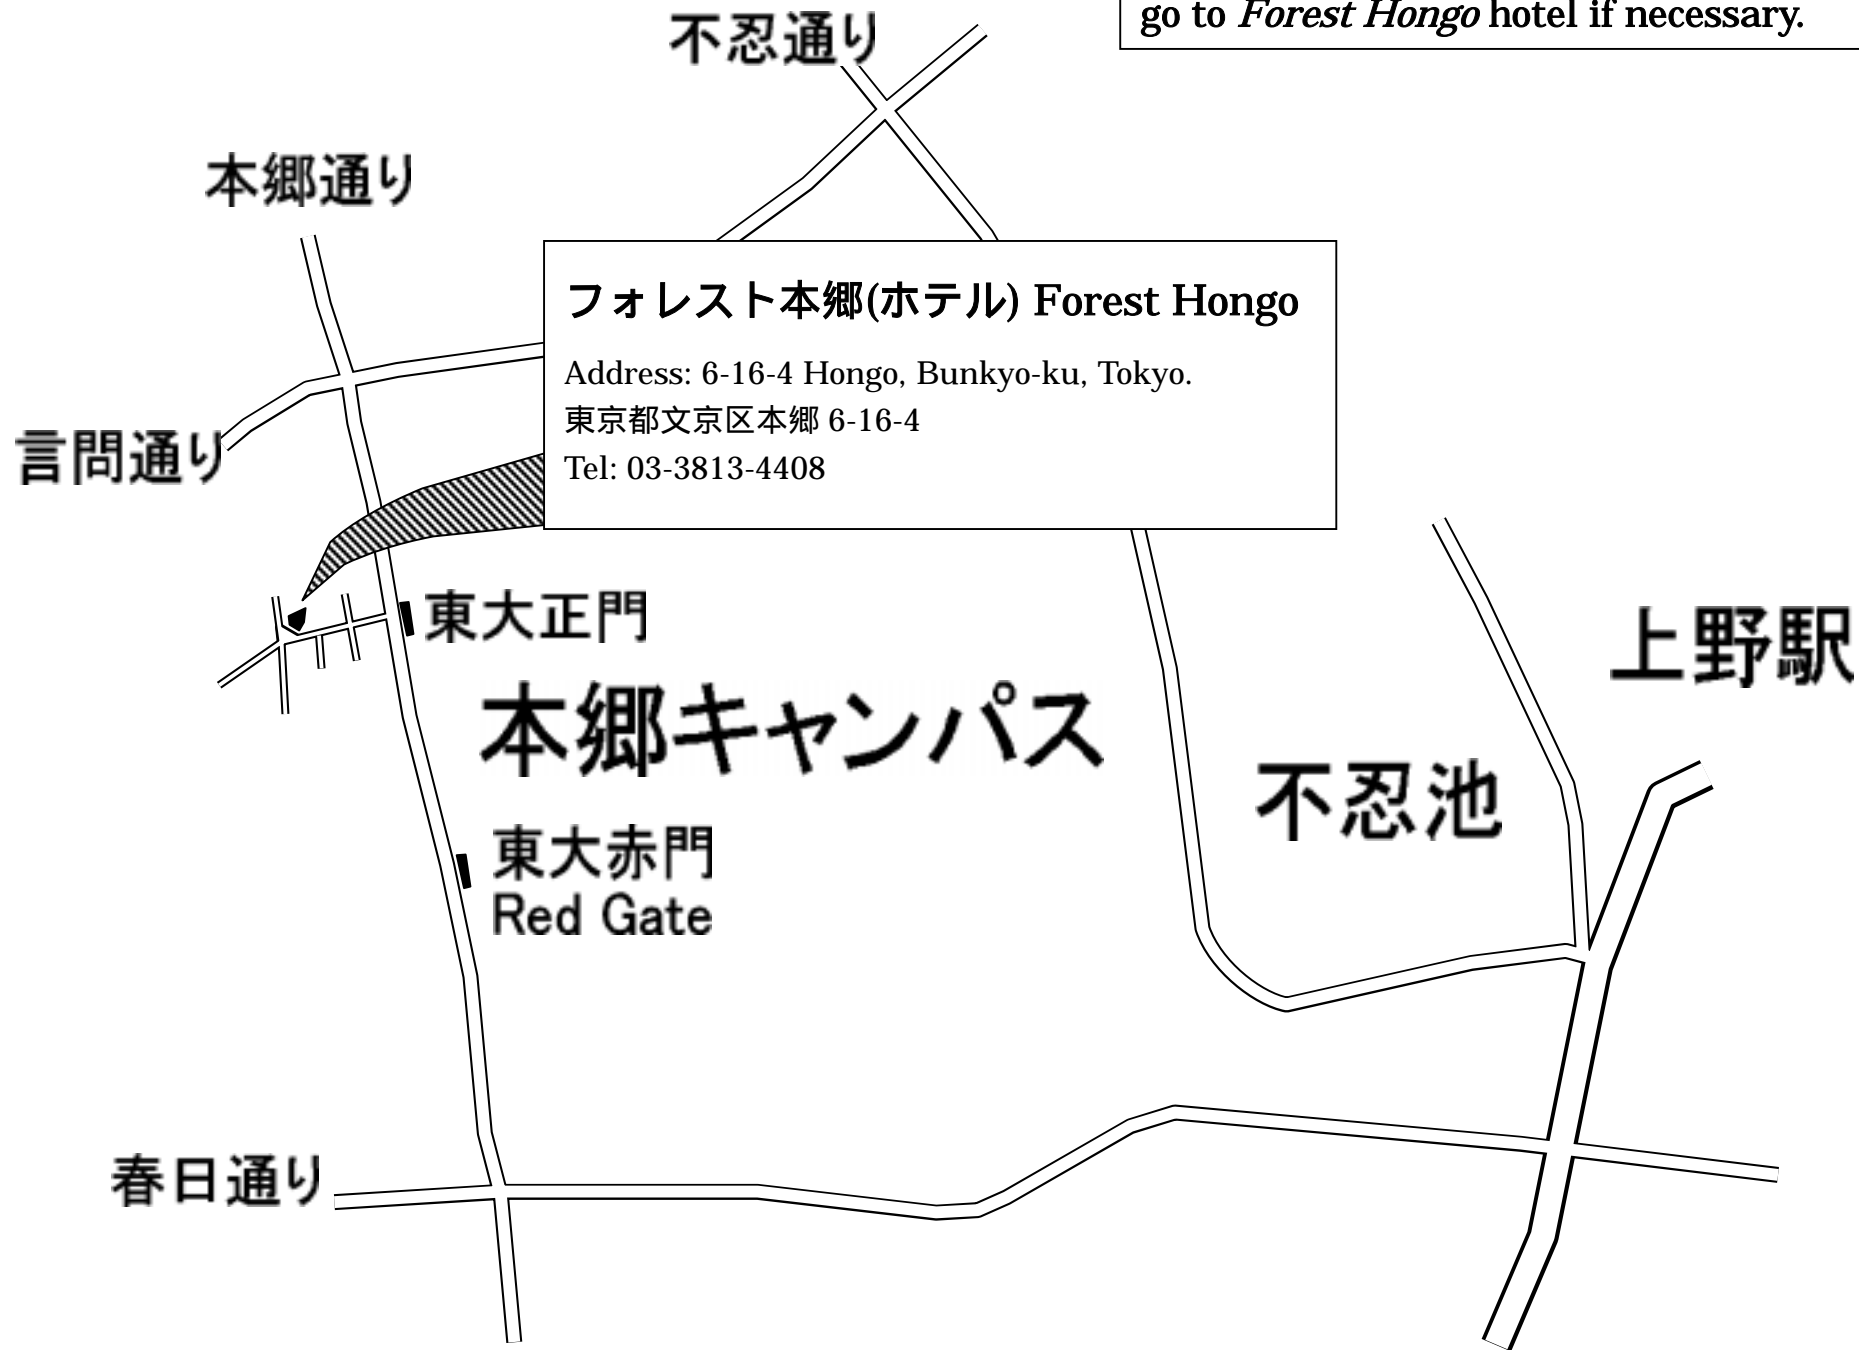 go to Forest Hongo hotel if necessary.
不忍通り
本郷通り
フォレスト本郷(ホテル) Forest Hongo
Address: 6-16-4 Hongo, Bunkyo-ku, Tokyo.
東京都文京区本郷 6-16-4
Tel: 03-3813-4408
言問通り
東大正門
上野駅
本郷キャンパス
不忍池
東大赤門
Red Gate
春日通り